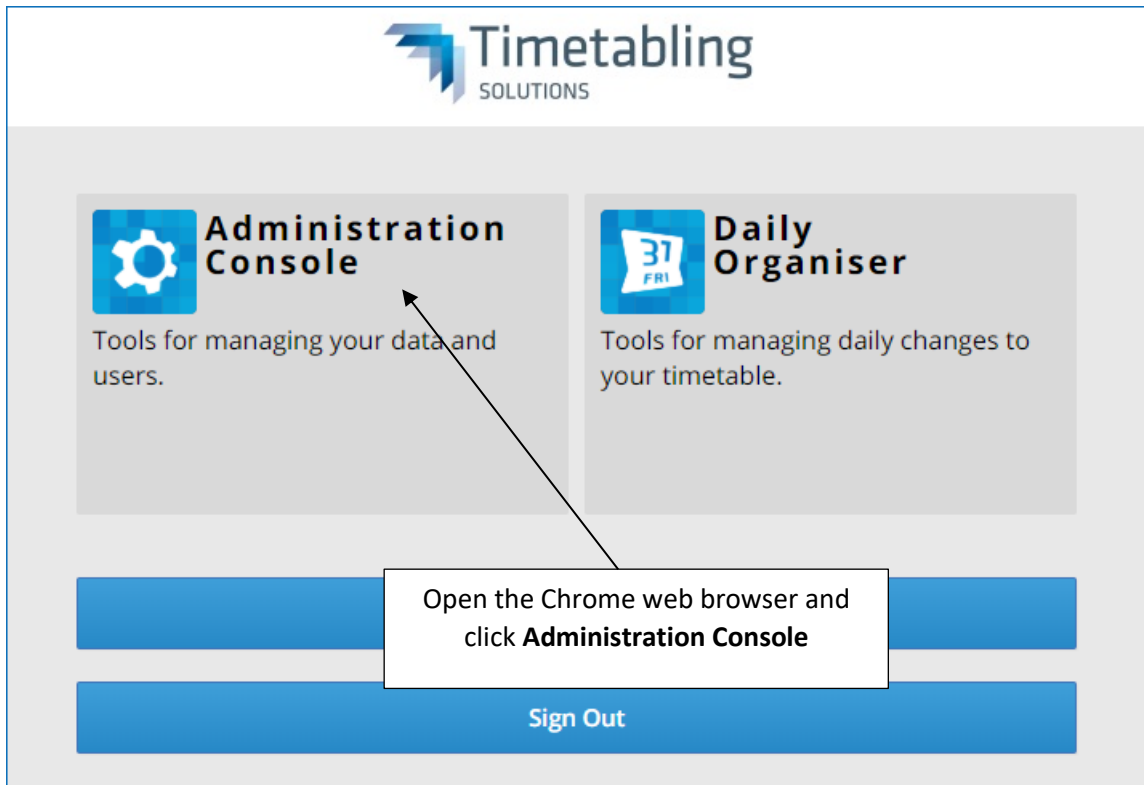 Timetabling
SOLUTIONS
Administration
Console
Tools for managing your data and
users.
31
FRI
Daily
Organiser
Tools for managing daily changes to
your timetable.
Open the Chrome web browser and
click Administration Console
Sign Out